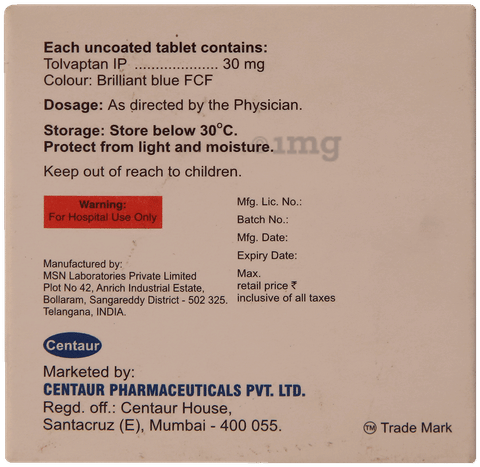 Each uncoated tablet contains:
Tolvaptan IP .................... 30 mg
Colour: Brilliant blue FCF
Dosage: As directed by the Physician.
Storage: Store below 30°C.
Protect from light and moisture.
1mg
Keep out of reach to children.
Warning:
For Hospital Use Only
Mfg. Lic. No.:
Batch No.:
Mfg. Date:
Expiry Date:
Max.
retail price ₹
inclusive of all taxes
Manufactured by:
MSN Laboratories Private Limited
Plot No 42, Anrich Industrial Estate,
Bollaram, Sangareddy District - 502 325.
Telangana, INDIA.
Centaur
Marketed by:
CENTAUR PHARMACEUTICALS PVT. LTD.
Regd. off.: Centaur House,
Santacruz (E), Mumbai - 400 055.
TM Trade Mark